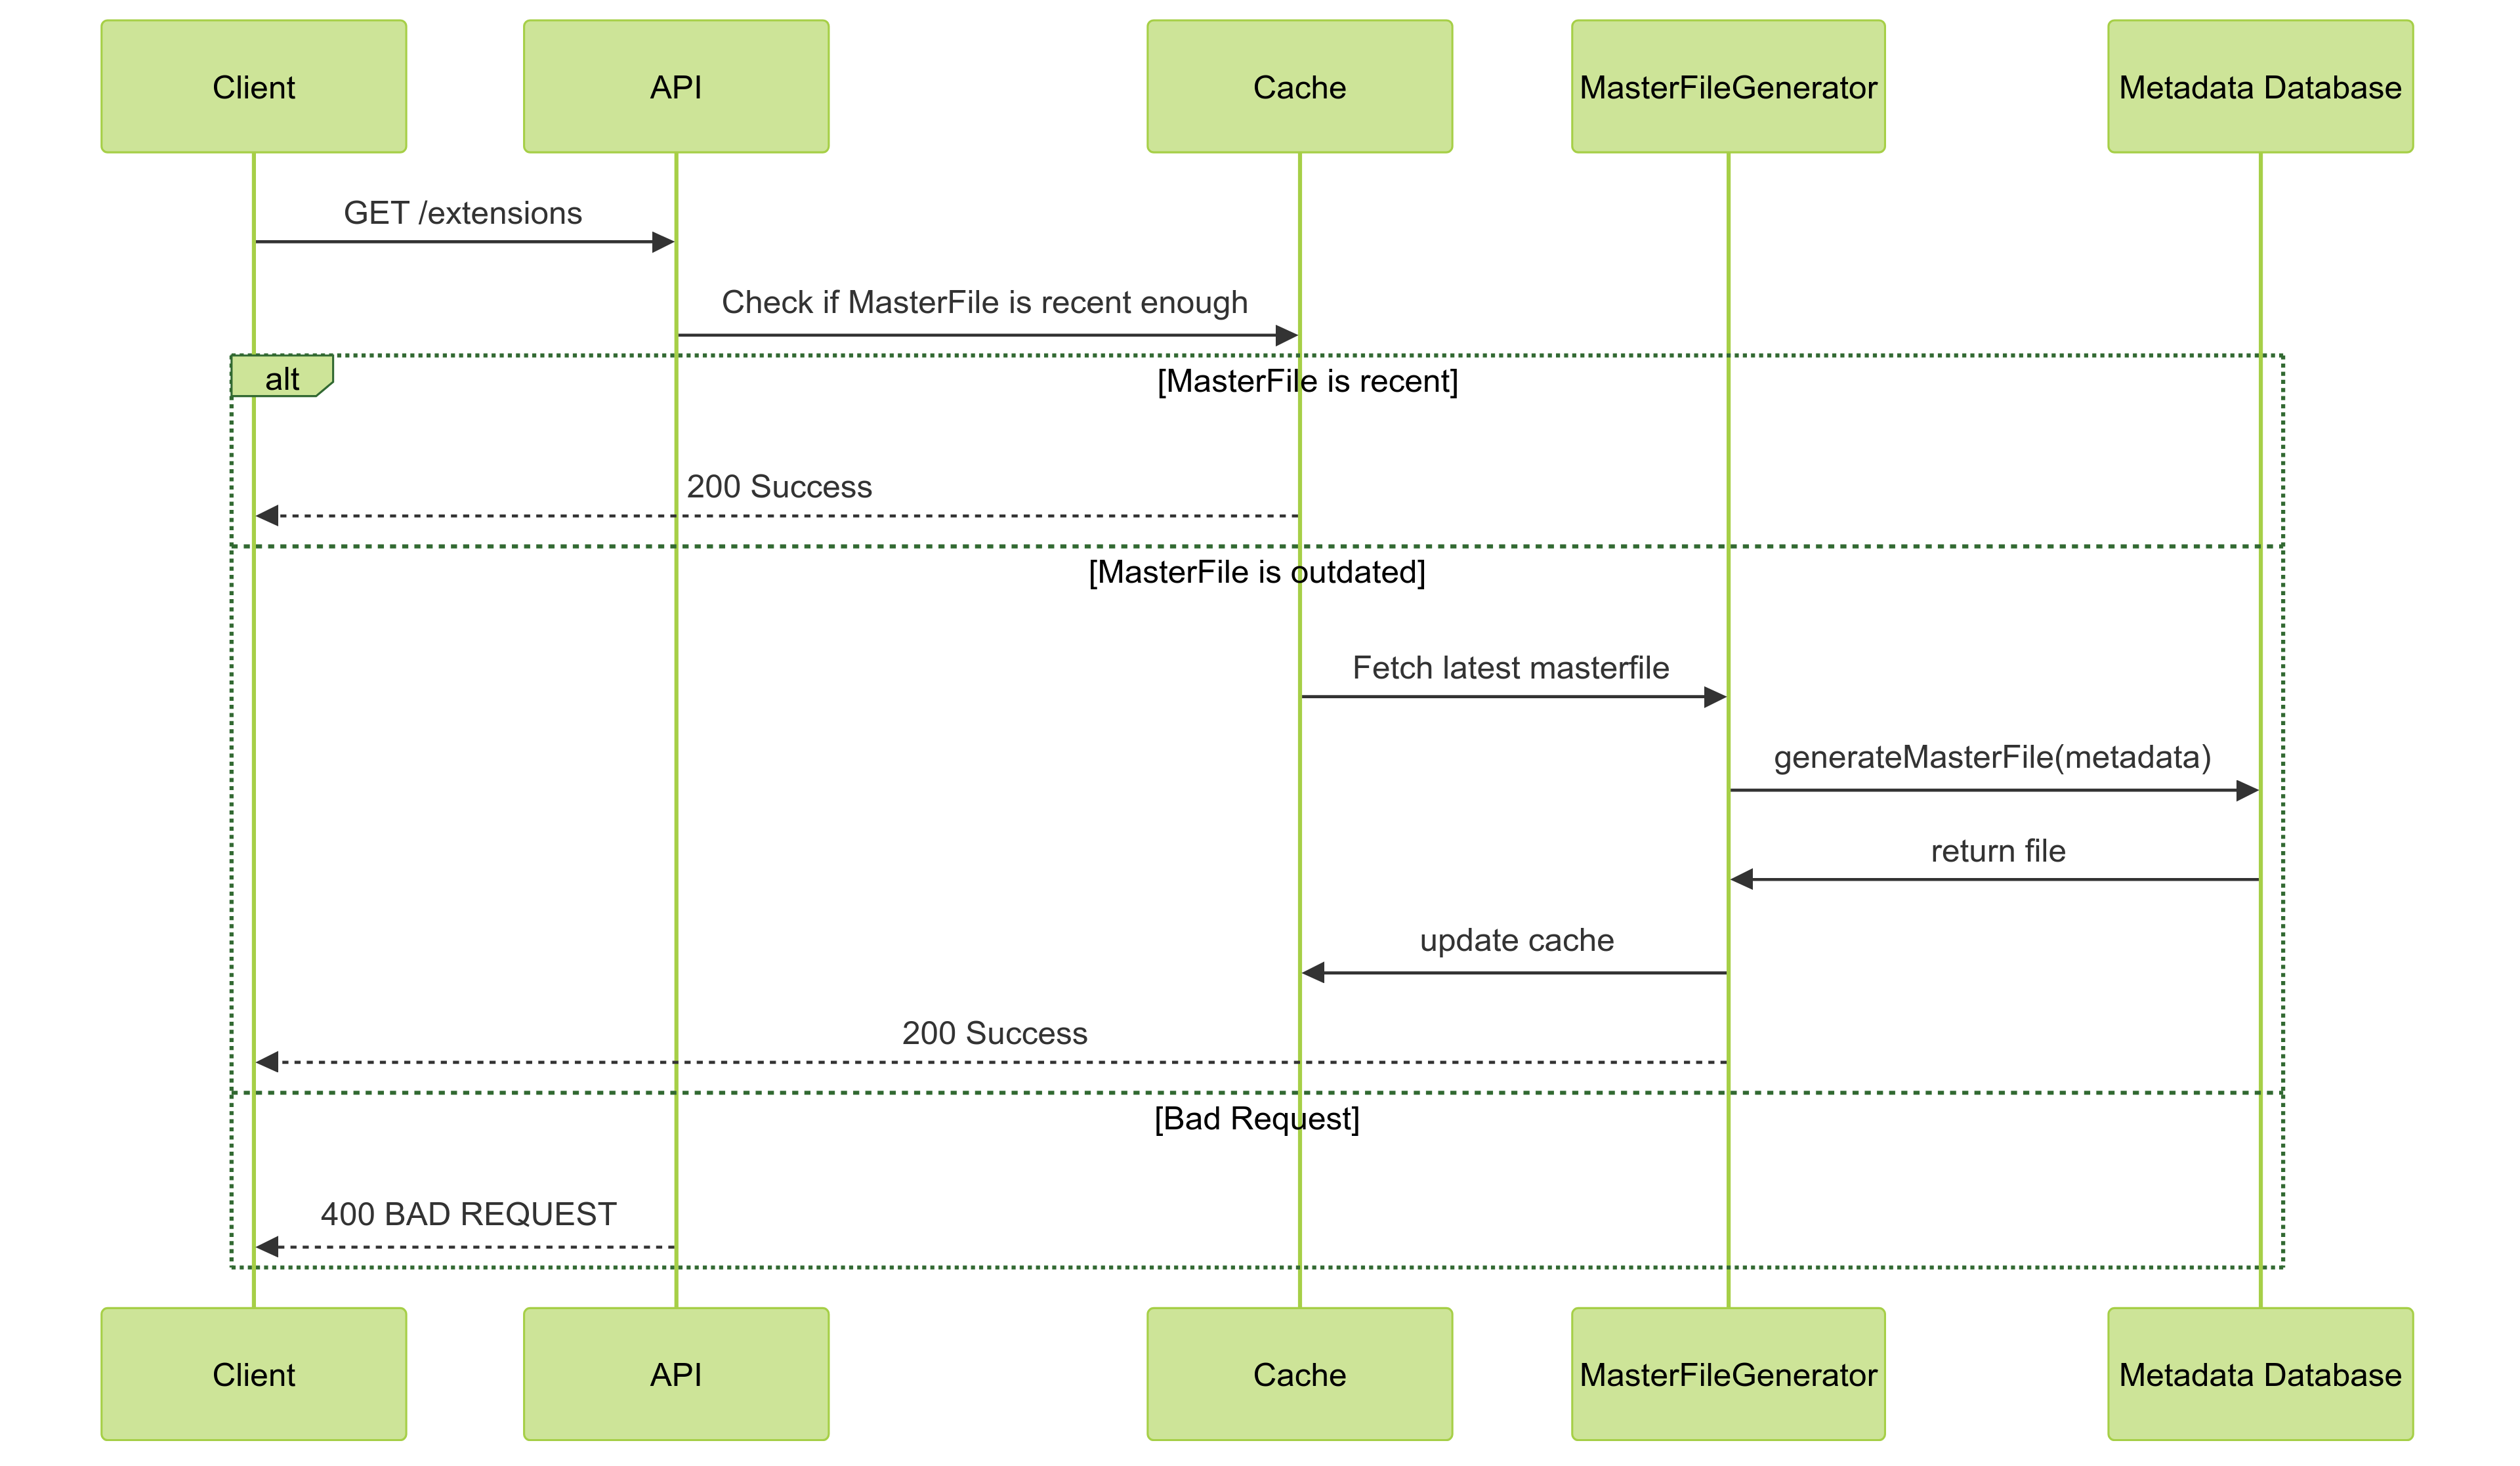 Client
API
Cache
MasterFileGenerator
Metadata Database
GET /extensions
Check if MasterFile is recent enough
alt
[MasterFile is recent]
200 Success
[MasterFile is outdated]
Fetch latest masterfile
generateMasterFile(metadata)
return file
update cache
200 Success
[Bad Request]
400 BAD REQUEST
Client
API
Cache
MasterFileGenerator
Metadata Database